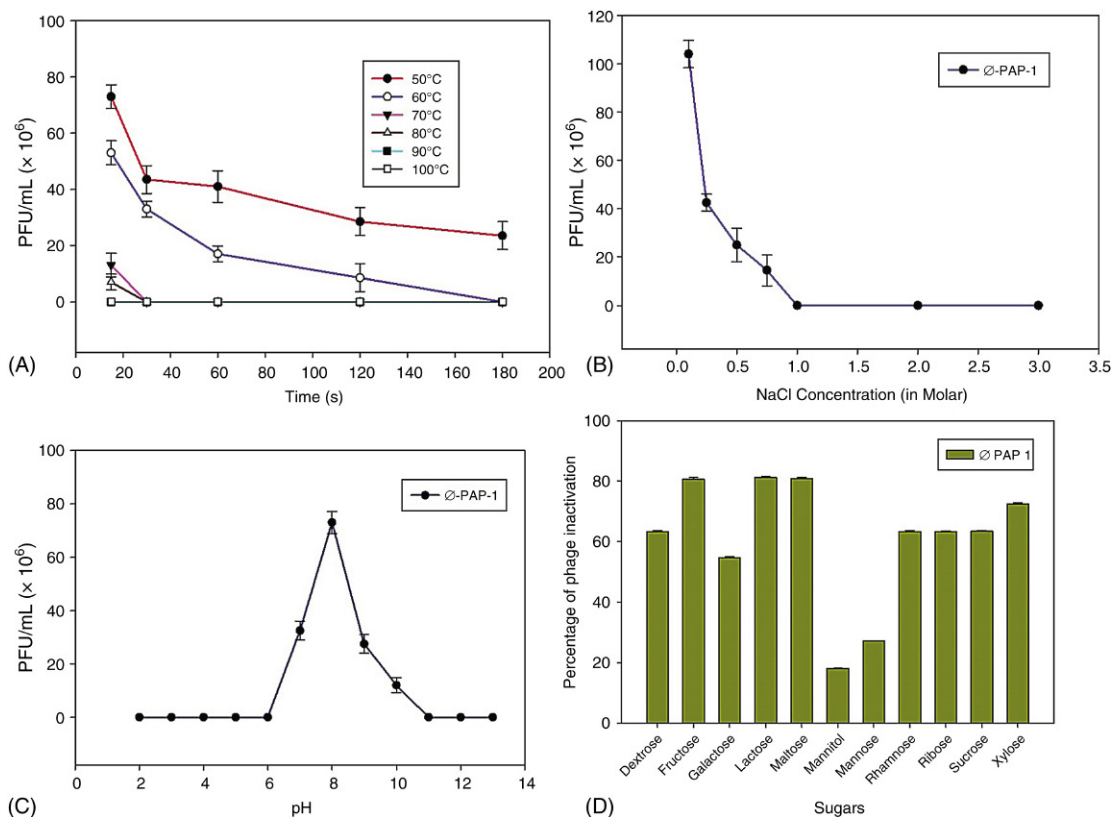 100
80
60
40
20
0
PFU/mL (× 10⁶)
0 20 40 60 80 100 120 140 160 180 200
Time (s)
50°C
60°C
70°C
80°C
90°C
100°C
(A)
120
100
80
60
40
20
0
PFU/mL (× 10⁶)
0.0 0.5 1.0 1.5 2.0 2.5 3.0 3.5
NaCl Concentration (in Molar)
Ø-PAP-1
(B)
100
80
60
40
20
0
PFU/mL (× 10⁶)
0 2 4 6 8 10 12 14
pH
Ø-PAP-1
(C)
100
80
60
40
20
0
Percentage of phage inactivation
Ø PAP 1
Dextrose
Fructose
Galactose
Lactose
Maltose
Mannitol
Mannose
Rhamnose
Ribose
Sucrose
Xylose
Sugars
(D)